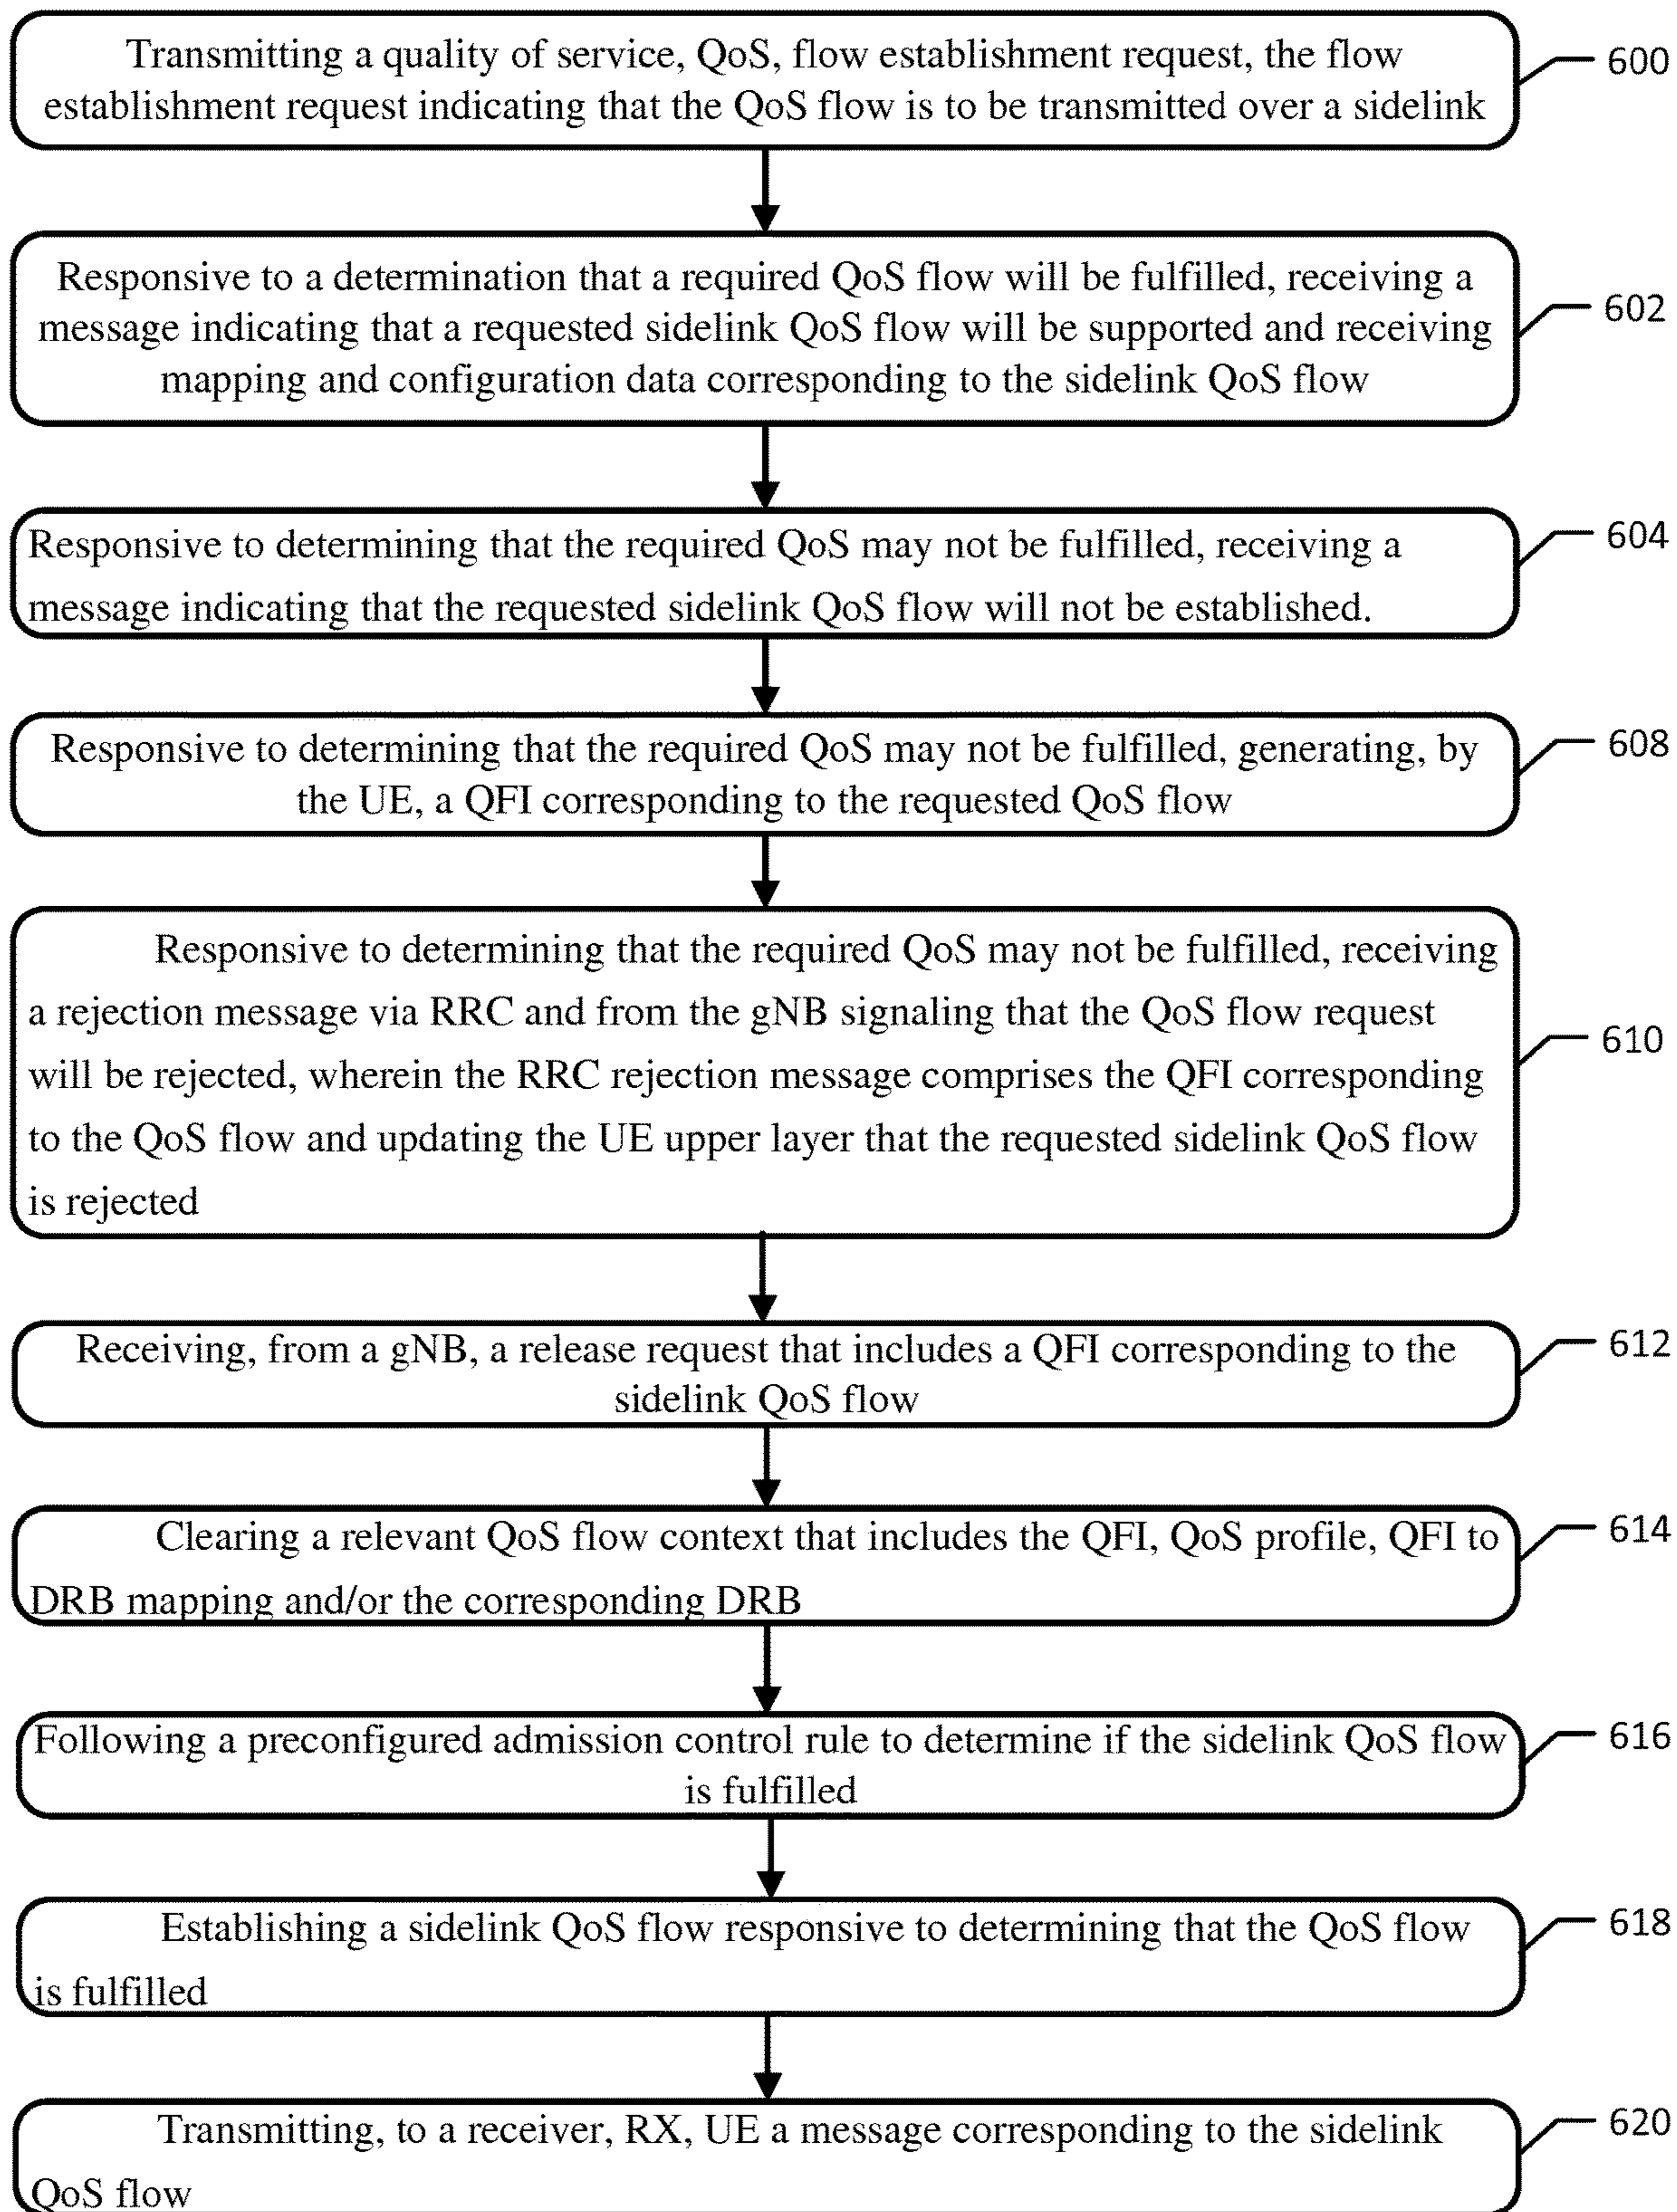 Transmitting a quality of service, QoS, flow establishment request, the flow
establishment request indicating that the QoS flow is to be transmitted over a sidelink
600
Responsive to a determination that a required QoS flow will be fulfilled, receiving a
message indicating that a requested sidelink QoS flow will be supported and receiving
mapping and configuration data corresponding to the sidelink QoS flow
602
Responsive to determining that the required QoS may not be fulfilled, receiving a
message indicating that the requested sidelink QoS flow will not be established.
604
Responsive to determining that the required QoS may not be fulfilled, generating, by
the UE, a QFI corresponding to the requested QoS flow
608
Responsive to determining that the required QoS may not be fulfilled, receiving
a rejection message via RRC and from the gNB signaling that the QoS flow request
will be rejected, wherein the RRC rejection message comprises the QFI corresponding
to the QoS flow and updating the UE upper layer that the requested sidelink QoS flow
is rejected
610
Receiving, from a gNB, a release request that includes a QFI corresponding to the
sidelink QoS flow
612
Clearing a relevant QoS flow context that includes the QFI, QoS profile, QFI to
DRB mapping and/or the corresponding DRB
614
Following a preconfigured admission control rule to determine if the sidelink QoS flow
is fulfilled
616
Establishing a sidelink QoS flow responsive to determining that the QoS flow
is fulfilled
618
Transmitting, to a receiver, RX, UE a message corresponding to the sidelink
QoS flow
620